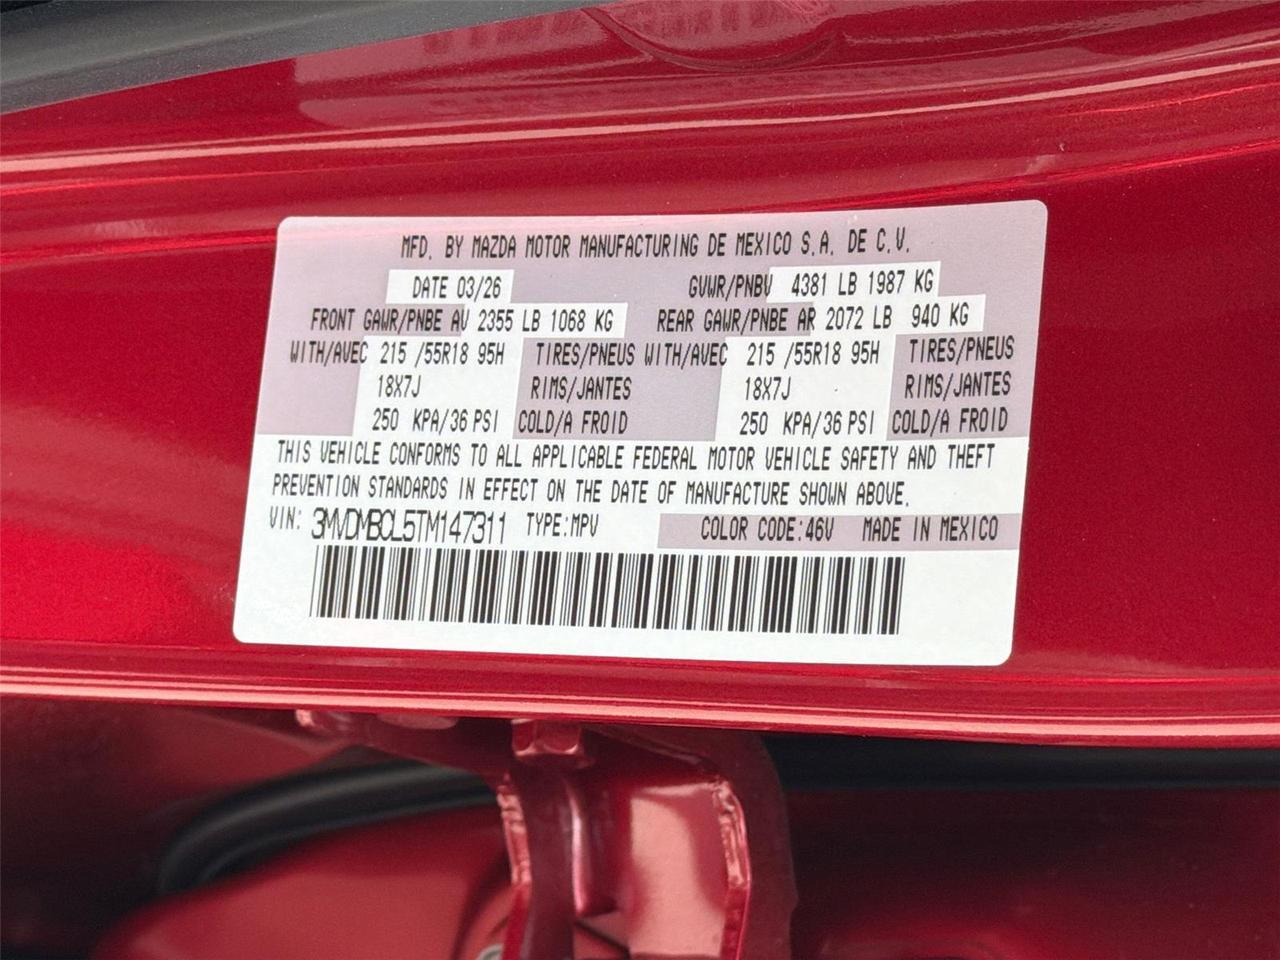 MFD. BY MAZDA MOTOR MANUFACTURING DE MEXICO S.A. DE C.V.
DATE 03/26 GVWR/PNBV 4381 LB 1987 KG
FRONT GAWR/PNBE AV 2355 LB 1068 KG REAR GAWR/PNBE AR 2072 LB 940 KG
WITH/AVEC 215 /55R18 95H TIRES/PNEUS WITH/AVEC 215 /55R18 95H TIRES/PNEUS
18X7J RIMS/JANTES 18X7J RIMS/JANTES
250 KPA/36 PSI COLD/A FROID 250 KPA/36 PSI COLD/A FROID
THIS VEHICLE CONFORMS TO ALL APPLICABLE FEDERAL MOTOR VEHICLE SAFETY AND THEFT
PREVENTION STANDARDS IN EFFECT ON THE DATE OF MANUFACTURE SHOWN ABOVE.
VIN: 3MVDMBCL5TM147311 TYPE:MPV COLOR CODE:46V MADE IN MEXICO